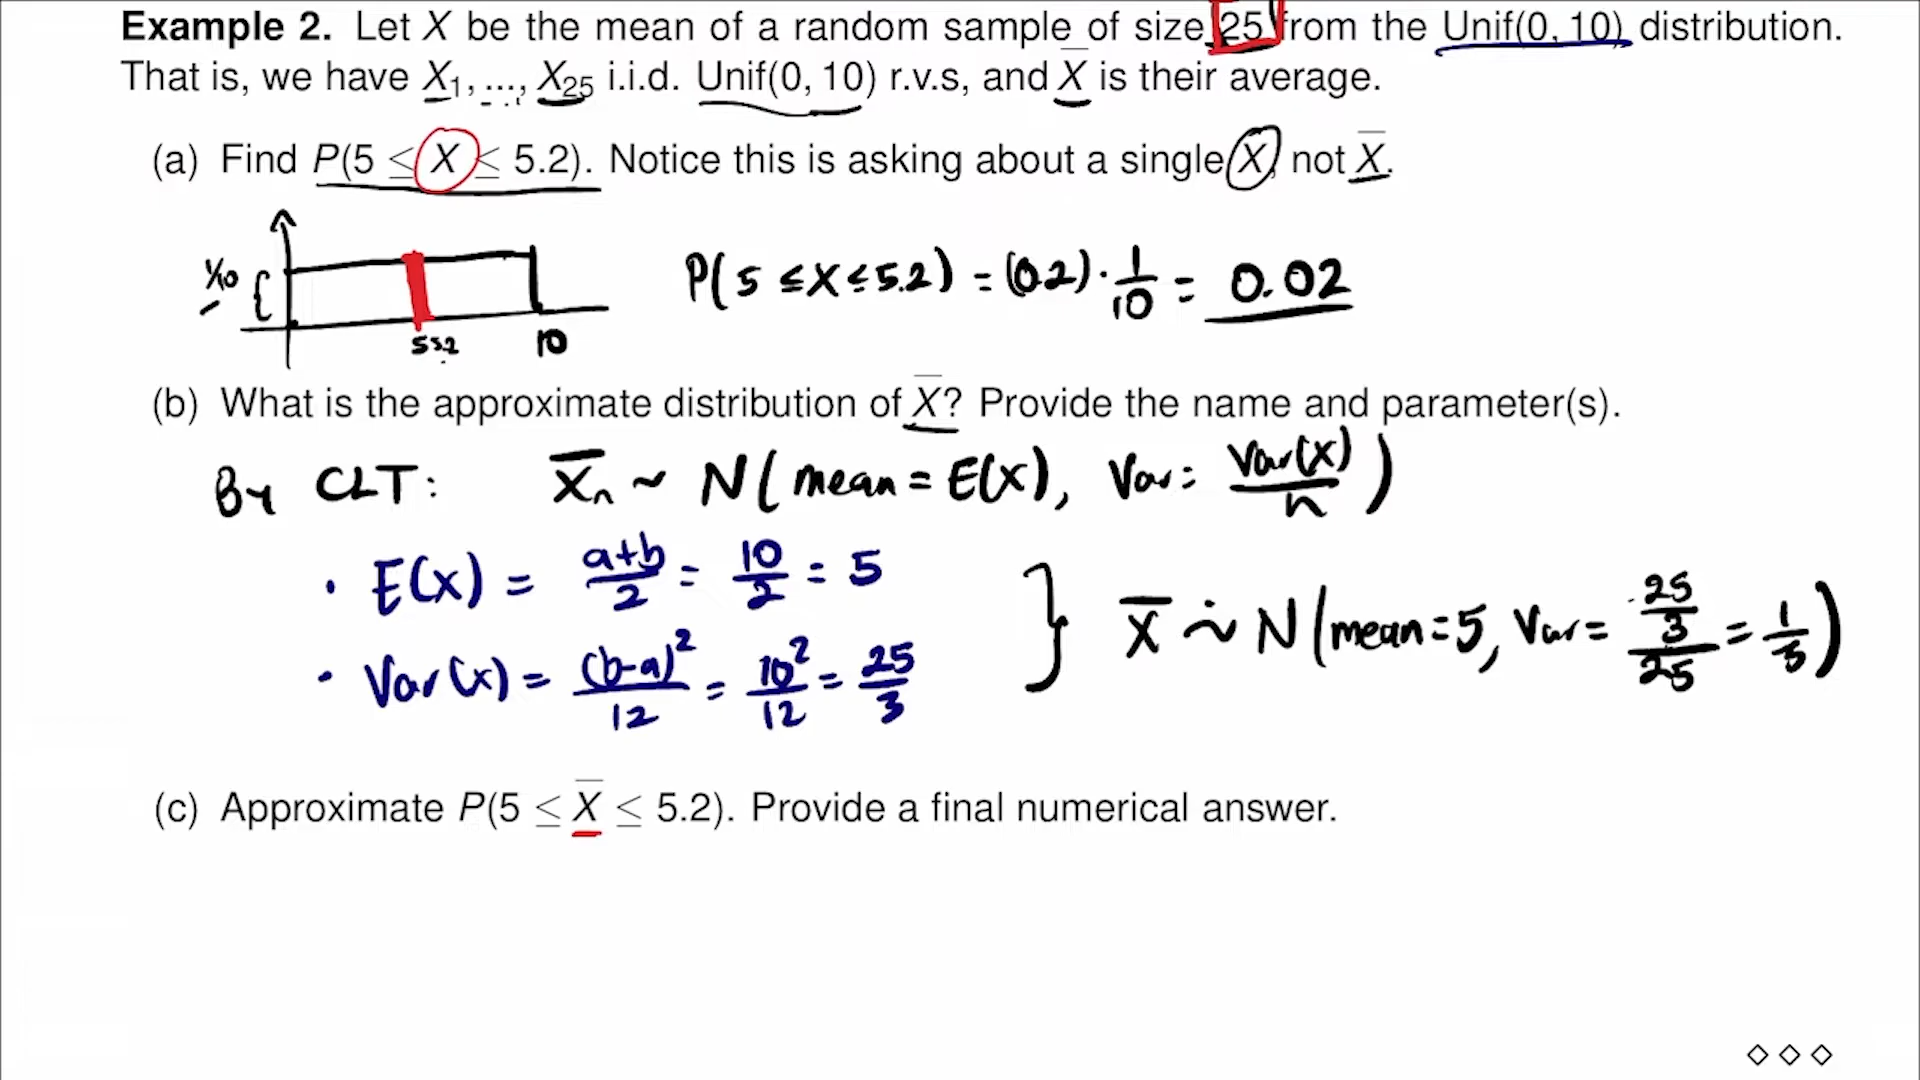 Example 2. Let X be the mean of a random sample of size 25 from the Unif(0, 10) distribution.
That is, we have X₁, ..., X₂₅ i.i.d. Unif(0, 10) r.v.s, and X̅ is their average.
(a) Find P(5 ≤ X ≤ 5.2). Notice this is asking about a single X, not X̅.
1/10
5 5.2 10
P(5 ≤ X ≤ 5.2) = (0.2) · 1/10 = 0.02
(b) What is the approximate distribution of X̅? Provide the name and parameter(s).
By CLT: X̅ₙ ~ N(mean = E(X), Var = Var(X)/n)
· E(X) = a+b/2 = 10/2 = 5
· Var(X) = (b-a)²/12 = 10²/12 = 25/3
} X̅ ∻ N(mean=5, Var = 25/3/25 = 1/3)
(c) Approximate P(5 ≤ X̅ ≤ 5.2). Provide a final numerical answer.